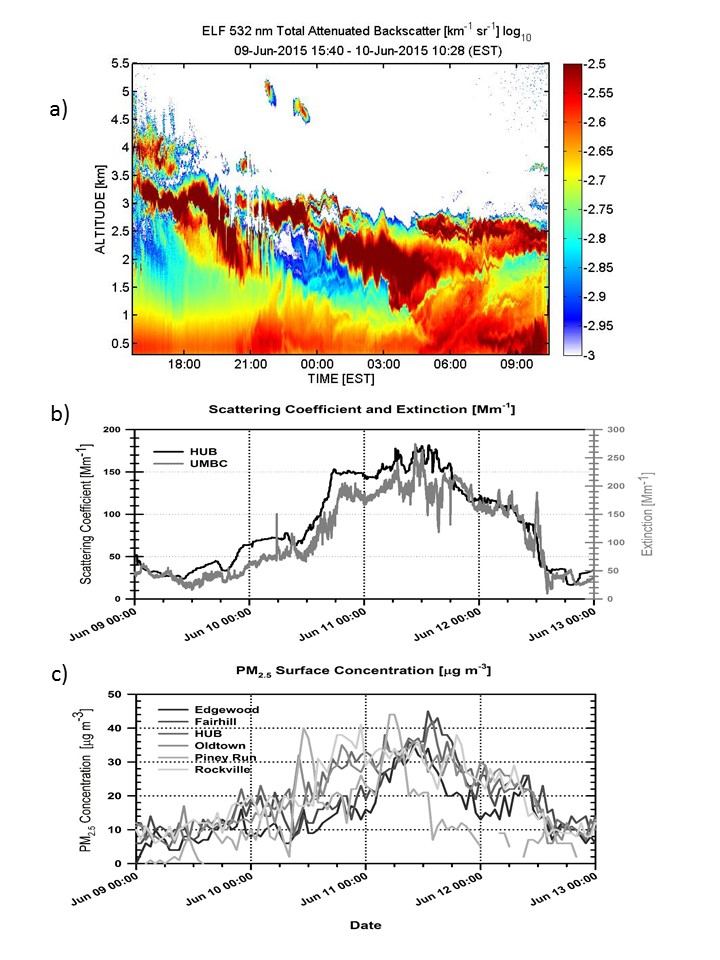 ELF 532 nm Total Attenuated Backscatter [km⁻¹ sr⁻¹] log₁₀
09-Jun-2015 15:40 - 10-Jun-2015 10:28 (EST)
a)
ALTITUDE [km]
5.5
5
4.5
4
3.5
3
2.5
2
1.5
1
0.5
18:00 21:00 00:00 03:00 06:00 09:00
TIME [EST]
-2.5
-2.55
-2.6
-2.65
-2.7
-2.75
-2.8
-2.85
-2.9
-2.95
-3
b)
Scattering Coefficient and Extinction [Mm⁻¹]
Scattering Coefficient [Mm⁻¹]
200
150
100
50
0
HUB
UMBC
300
250
200
150
100
50
0
Extinction [Mm⁻¹]
Jun 09 00:00 Jun 10 00:00 Jun 11 00:00 Jun 12 00:00 Jun 13 00:00
c)
PM₂.₅ Surface Concentration [µg m⁻³]
PM₂.₅ Concentration [µg m⁻³]
50
40
30
20
10
0
Edgewood
Fairhill
HUB
Oldtown
Piney Run
Rockville
Jun 09 00:00 Jun 10 00:00 Jun 11 00:00 Jun 12 00:00 Jun 13 00:00
Date